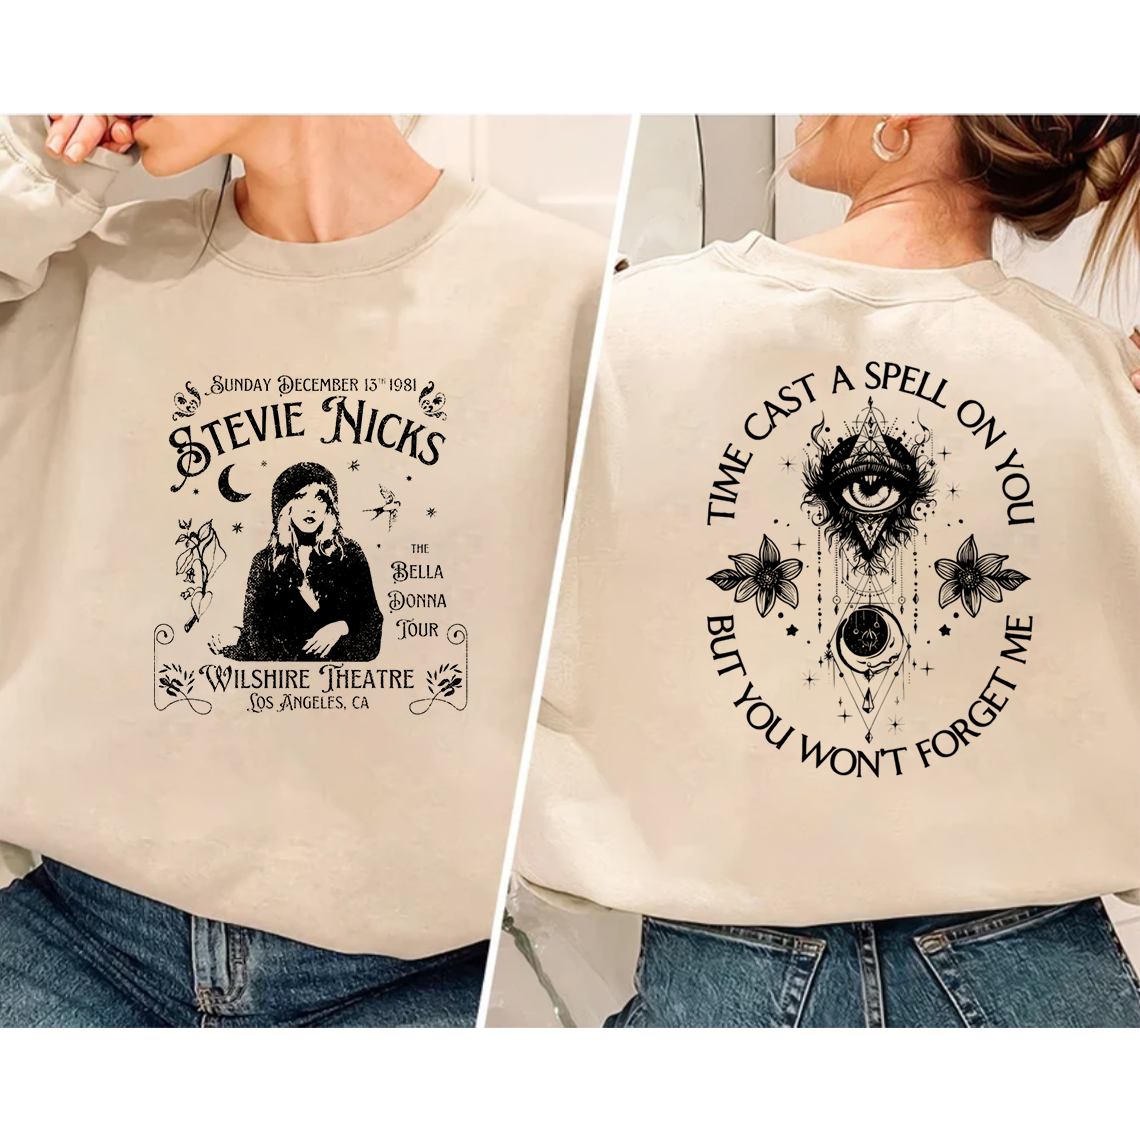 SUNDAY DECEMBER 13TH 1981
STEVIE NICKS
THE
BELLA
DONNA
TOUR
WILSHIRE THEATRE
LOS ANGELES, CA
TIME CAST A SPELL ON YOU
BUT YOU WON'T FORGET ME